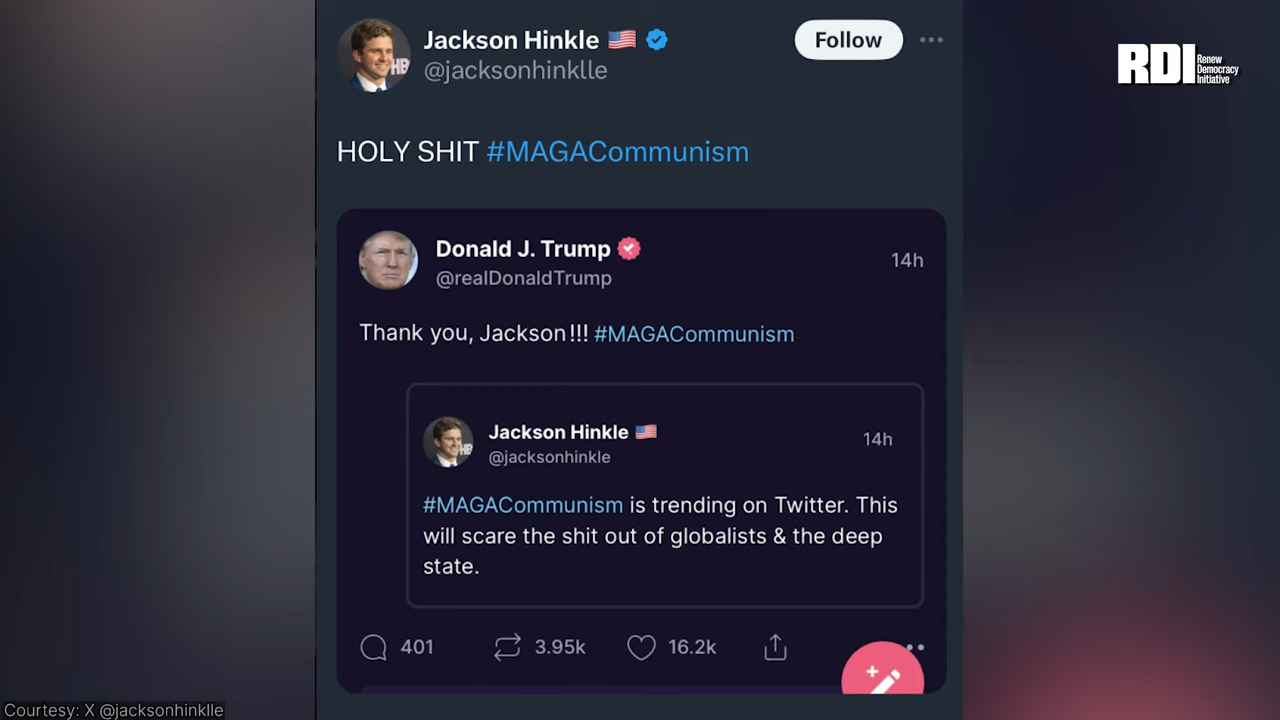 Jackson Hinkle 🇺🇸
@jacksonhinklle
Follow
RDI Renew
Democracy
Initiative
HOLY SHIT #MAGACommunism
Donald J. Trump
@realDonaldTrump
14h
Thank you, Jackson!!! #MAGACommunism
Jackson Hinkle 🇺🇸
@jacksonhinkle
14h
#MAGACommunism is trending on Twitter. This
will scare the shit out of globalists & the deep
state.
401 3.95k 16.2k
Courtesy: X @jacksonhinklle